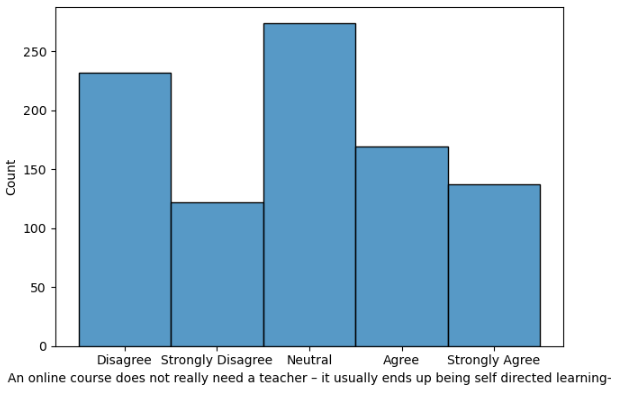 250
200
150
100
50
0
Count
Disagree Strongly Disagree Neutral Agree Strongly Agree
An online course does not really need a teacher – it usually ends up being self directed learning-